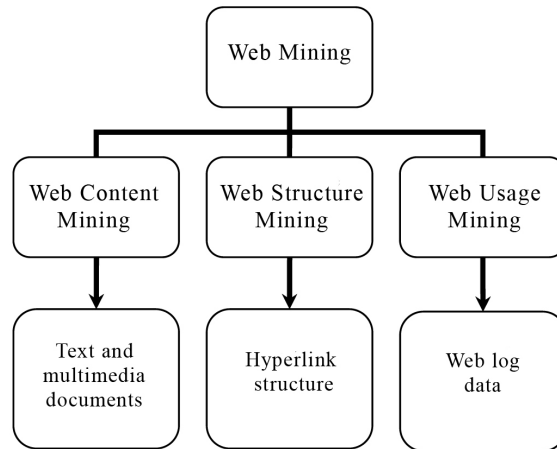 Web Mining
Web Content
Mining
Web Structure
Mining
Web Usage
Mining
Text and
multimedia
documents
Hyperlink
structure
Web log
data